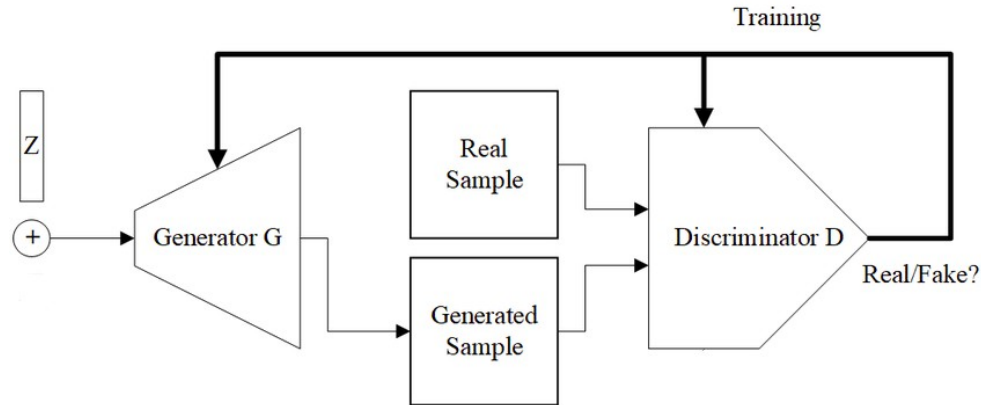 Training
Z
+
Generator G
Real
Sample
Generated
Sample
Discriminator D
Real/Fake?